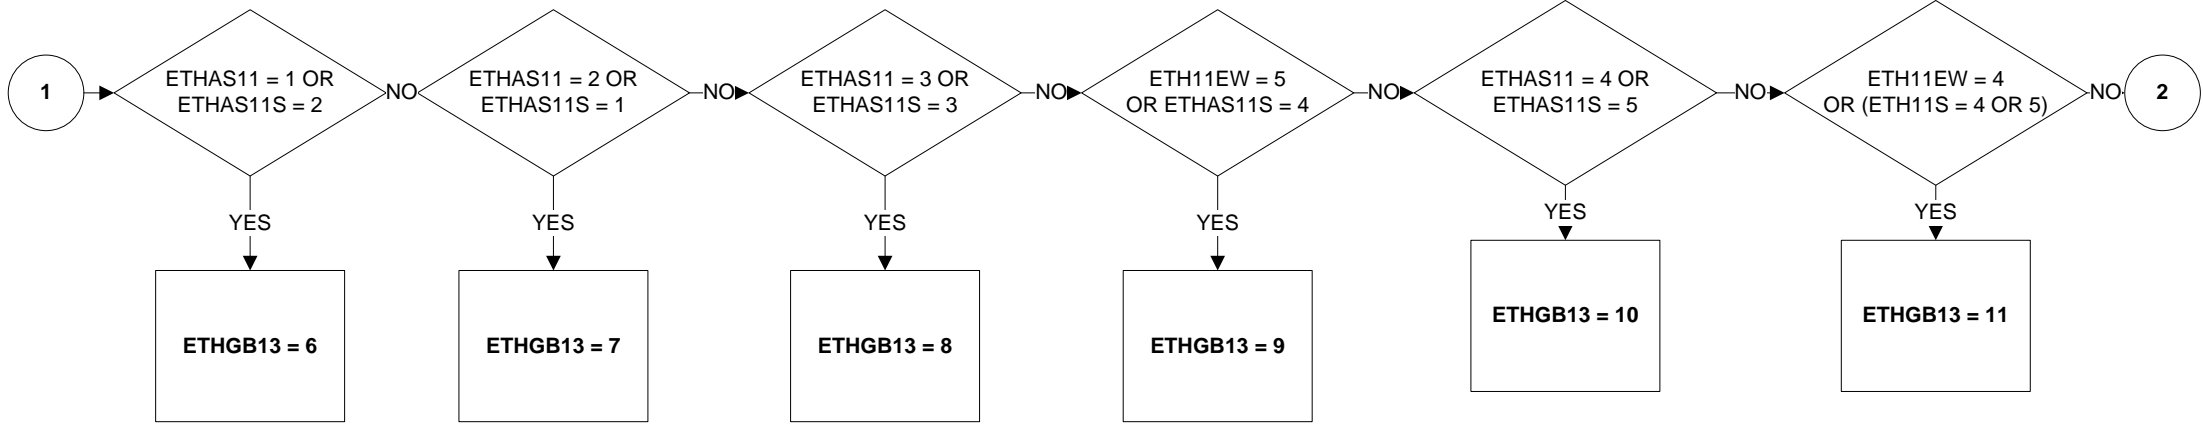 1
ETHAS11 = 1 OR
ETHAS11S = 2
NO
ETHAS11 = 2 OR
ETHAS11S = 1
NO
ETHAS11 = 3 OR
ETHAS11S = 3
NO
ETH11EW = 5
OR ETHAS11S = 4
NO
ETHAS11 = 4 OR
ETHAS11S = 5
NO
ETH11EW = 4
OR (ETH11S = 4 OR 5)
NO
2
YES
YES
YES
YES
YES
YES
ETHGB13 = 6
ETHGB13 = 7
ETHGB13 = 8
ETHGB13 = 9
ETHGB13 = 10
ETHGB13 = 11